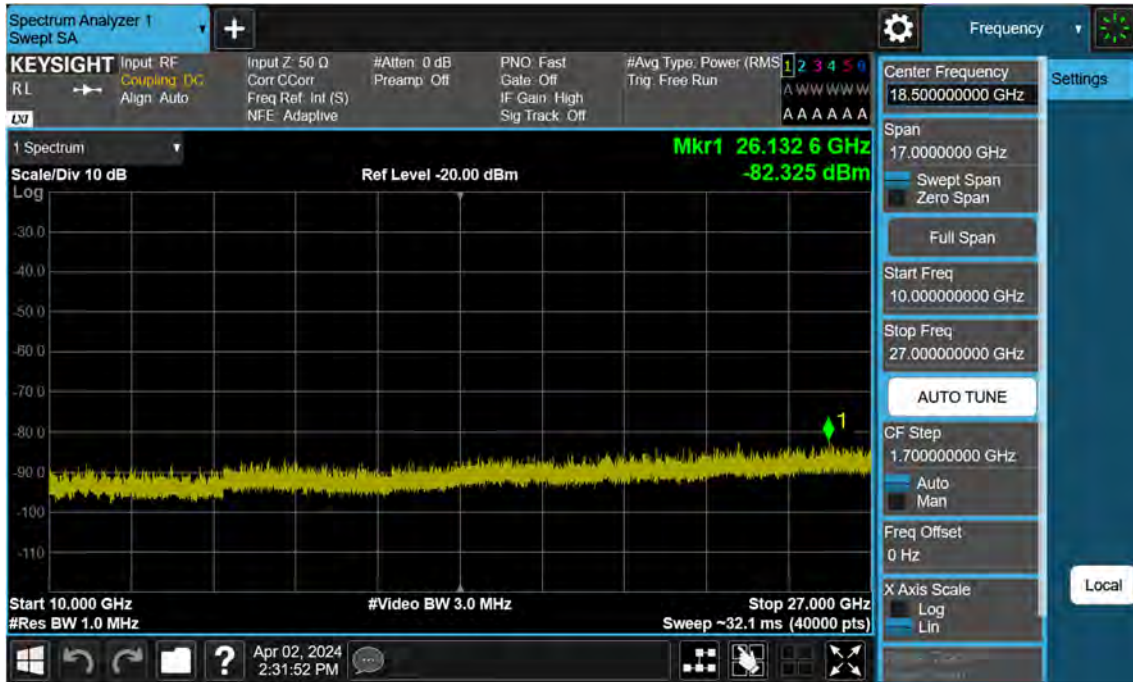 Spectrum Analyzer 1
Swept SA
Frequency
KEYSIGHT
RL
LXI
Input: RF
Coupling: DC
Align: Auto
Input Z: 50 Ω
Corr CCorr
Freq Ref: Int (S)
NFE: Adaptive
#Atten: 0 dB
Preamp: Off
PNO: Fast
Gate: Off
IF Gain: High
Sig Track: Off
#Avg Type: Power (RMS
Trig: Free Run
1 2 3 4 5 6
A W W W W W
A A A A A A
1 Spectrum
Scale/Div 10 dB
Ref Level -20.00 dBm
Mkr1 26.132 6 GHz
-82.325 dBm
Log
-30.0
-40.0
-50.0
-60.0
-70.0
-80.0
-90.0
-100
-110
1
Start 10.000 GHz
#Video BW 3.0 MHz
Stop 27.000 GHz
#Res BW 1.0 MHz
Sweep ~32.1 ms (40000 pts)
Apr 02, 2024
2:31:52 PM
Center Frequency
18.500000000 GHz
Settings
Span
17.0000000 GHz
Swept Span
Zero Span
Full Span
Start Freq
10.000000000 GHz
Stop Freq
27.000000000 GHz
AUTO TUNE
CF Step
1.700000000 GHz
Auto
Man
Freq Offset
0 Hz
X Axis Scale
Log
Lin
Local